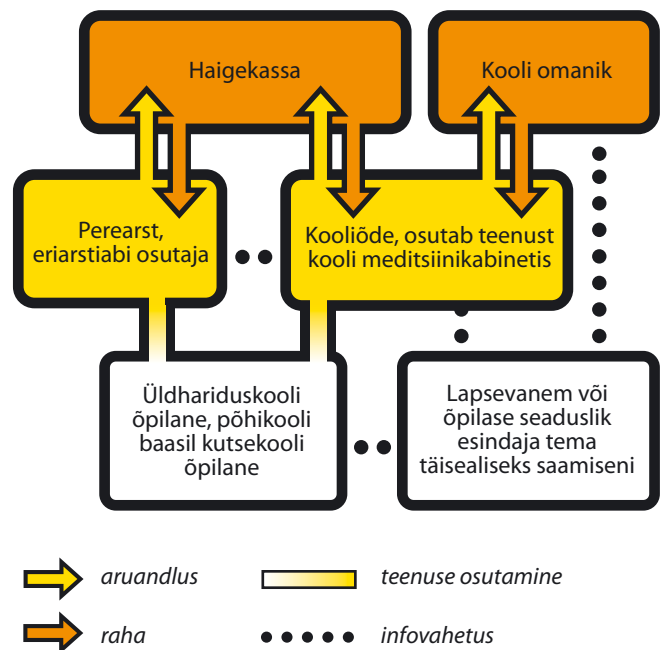 Haigekassa
Kooli omanik
Perearst,
eriarstiabi osutaja
Kooliõde, osutab teenust
kooli meditsiinikabinetis
Üldhariduskooli
õpilane, põhikooli
baasil kutsekooli
õpilane
Lapsevanem või
õpilase seaduslik
esindaja tema
täisealiseks saamiseni
aruandlus
teenuse osutamine
raha
infovahetus